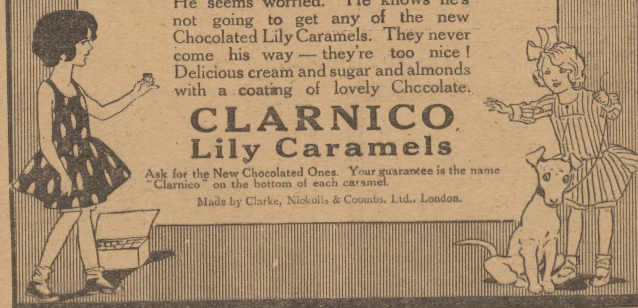 He seems worried. He knows he's
not going to get any of the new
Chocolated Lily Caramels. They never
come his way — they're too nice!
Delicious cream and sugar and almonds
with a coating of lovely Chocolate.
CLARNICO
Lily Caramels
Ask for the New Chocolated Ones. Your guarantee is the name
"Clarnico" on the bottom of each caramel.
Made by Clarke, Nickolls & Coombs. Ltd., London.